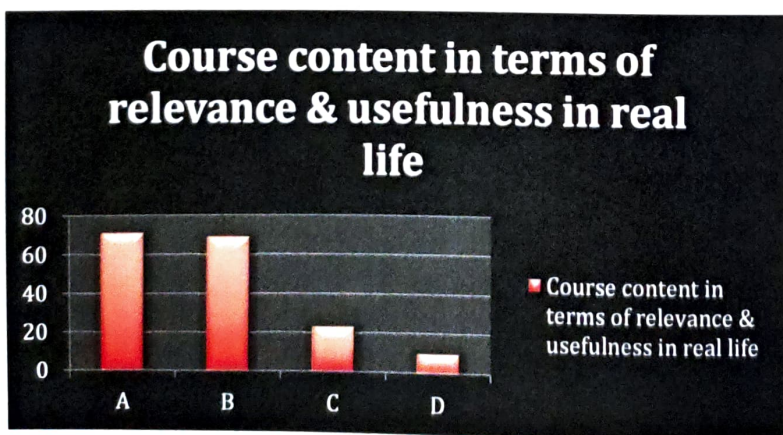 Course content in terms of
relevance & usefulness in real
life
80
60
40
20
0
A B C D
Course content in
terms of relevance &
usefulness in real life